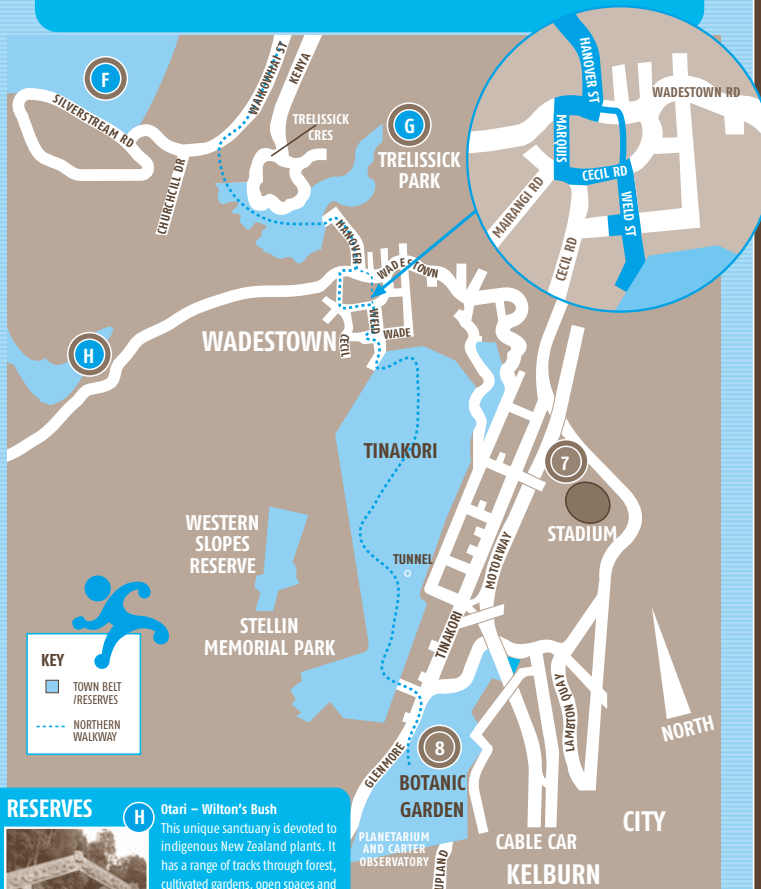 F
SILVERSTREAM RD
CHURCHCILL DR
WAIKOWHAI ST
KENYA
TRELISSICK
CRES
G
TRELISSICK
PARK
HANOVER ST
WADESTOWN RD
MARQUIS
CECIL RD
WELD ST
MAIRANGI RD
CECIL RD
HANOVER
WADESTOWN
WELD
WADE
CECIL
WADESTOWN
H
TINAKORI
7
STADIUM
WESTERN
SLOPES
RESERVE
TUNNEL
MOTORWAY
STELLIN
MEMORIAL PARK
TINAKORI
KEY
TOWN BELT
/RESERVES
NORTHERN
WALKWAY
LAMBTON QUAY
NORTH
GLENMORE
8
BOTANIC
GARDEN
PLANETARIUM
AND CARTER
OBSERVATORY
UPLAND
CABLE CAR
KELBURN
CITY
RESERVES
H
Otari – Wilton's Bush
This unique sanctuary is devoted to
indigenous New Zealand plants. It
has a range of tracks through forest,
cultivated gardens, open spaces and